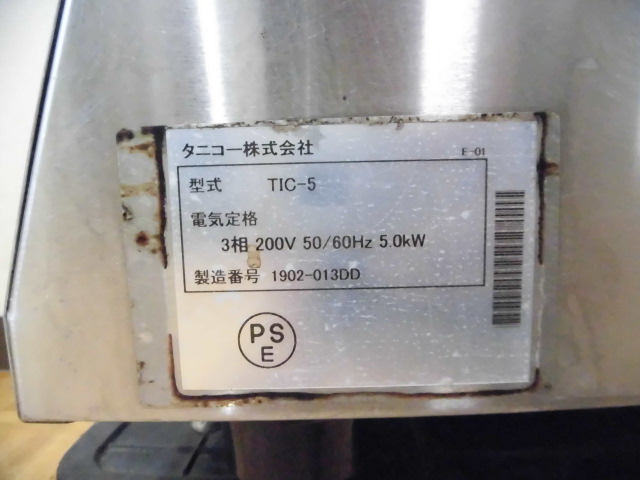 タニコー株式会社
E-01
型式 TIC-5
電気定格
3相 200V 50/60Hz 5.0kW
製造番号 1902-013DD
PS
E